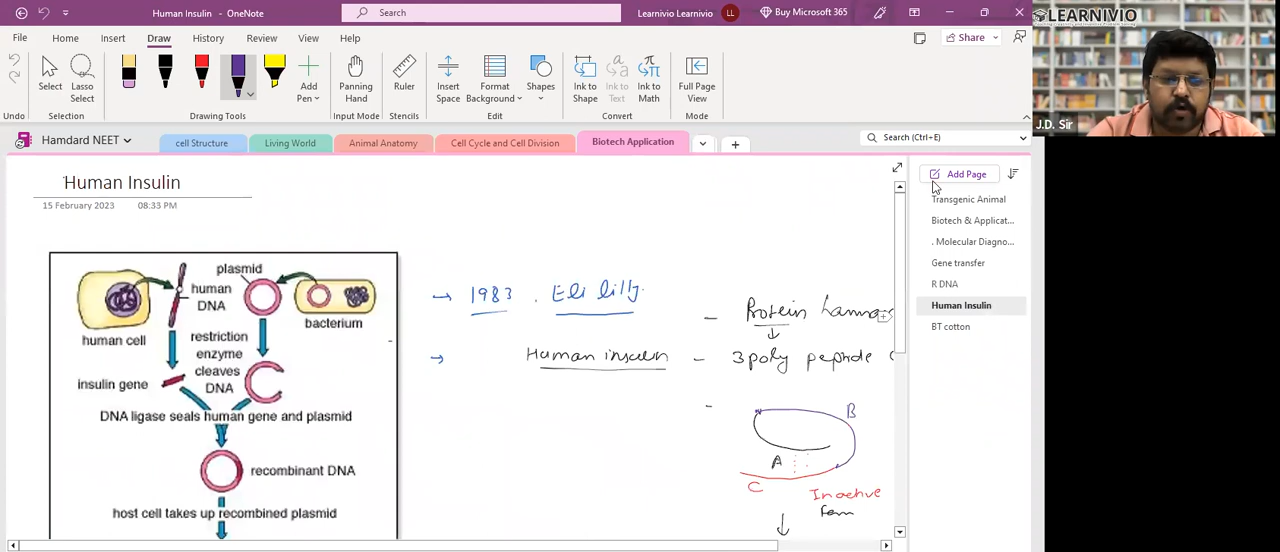 Human Insulin - OneNote
Search
Learnivio Learnivio
LL
Buy Microsoft 365
LEARNIVIO
File
Home
Insert
Draw
History
Review
View
Help
Share
Select
Lasso
Select
Add
Pen
Panning
Hand
Ruler
Insert
Space
Format
Background
Shapes
Ink to
Shape
Ink to
Text
Ink to
Math
Full Page
View
Selection
Drawing Tools
Input Mode
Stencils
Edit
Convert
Mode
J.D. Sir
Hamdard NEET
cell Structure
Living World
Animal Anatomy
Cell Cycle and Cell Division
Biotech Application
Search (Ctrl+E)
Human Insulin
15 February 2023
08:33 PM
Add Page
Transgenic Animal
Biotech & Applicat...
. Molecular Diagno...
Gene transfer
R DNA
Human Insulin
BT cotton
plasmid
human
DNA
bacterium
human cell
restriction
enzyme
cleaves
DNA
insulin gene
DNA ligase seals human gene and plasmid
recombinant DNA
host cell takes up recombined plasmid
→ 1983 . Eli lilly.
- Protein
→ Human insulin - 3 poly peptide
-
B
A
C
Inactive